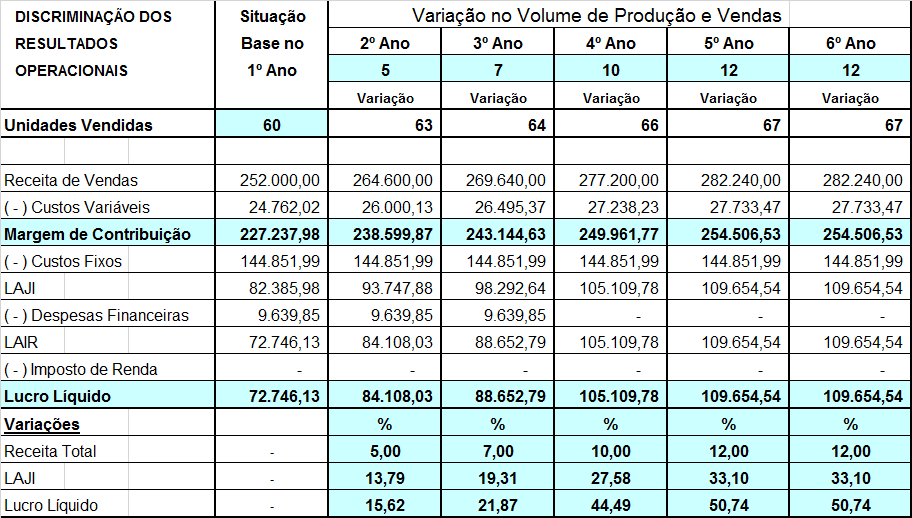 DISCRIMINAÇÃO DOS Situação Variação no Volume de Produção e Vendas
RESULTADOS Base no 2º Ano 3º Ano 4º Ano 5º Ano 6º Ano
OPERACIONAIS 1º Ano 5 7 10 12 12
Variação Variação Variação Variação Variação
Unidades Vendidas 60 63 64 66 67 67
Receita de Vendas 252.000,00 264.600,00 269.640,00 277.200,00 282.240,00 282.240,00
( - ) Custos Variáveis 24.762,02 26.000,13 26.495,37 27.238,23 27.733,47 27.733,47
Margem de Contribuição 227.237,98 238.599,87 243.144,63 249.961,77 254.506,53 254.506,53
( - ) Custos Fixos 144.851,99 144.851,99 144.851,99 144.851,99 144.851,99 144.851,99
LAJI 82.385,98 93.747,88 98.292,64 105.109,78 109.654,54 109.654,54
( - ) Despesas Financeiras 9.639,85 9.639,85 9.639,85 - - -
LAIR 72.746,13 84.108,03 88.652,79 105.109,78 109.654,54 109.654,54
( - ) Imposto de Renda - - - - - -
Lucro Líquido 72.746,13 84.108,03 88.652,79 105.109,78 109.654,54 109.654,54
Variações % % % % %
Receita Total - 5,00 7,00 10,00 12,00 12,00
LAJI - 13,79 19,31 27,58 33,10 33,10
Lucro Líquido - 15,62 21,87 44,49 50,74 50,74